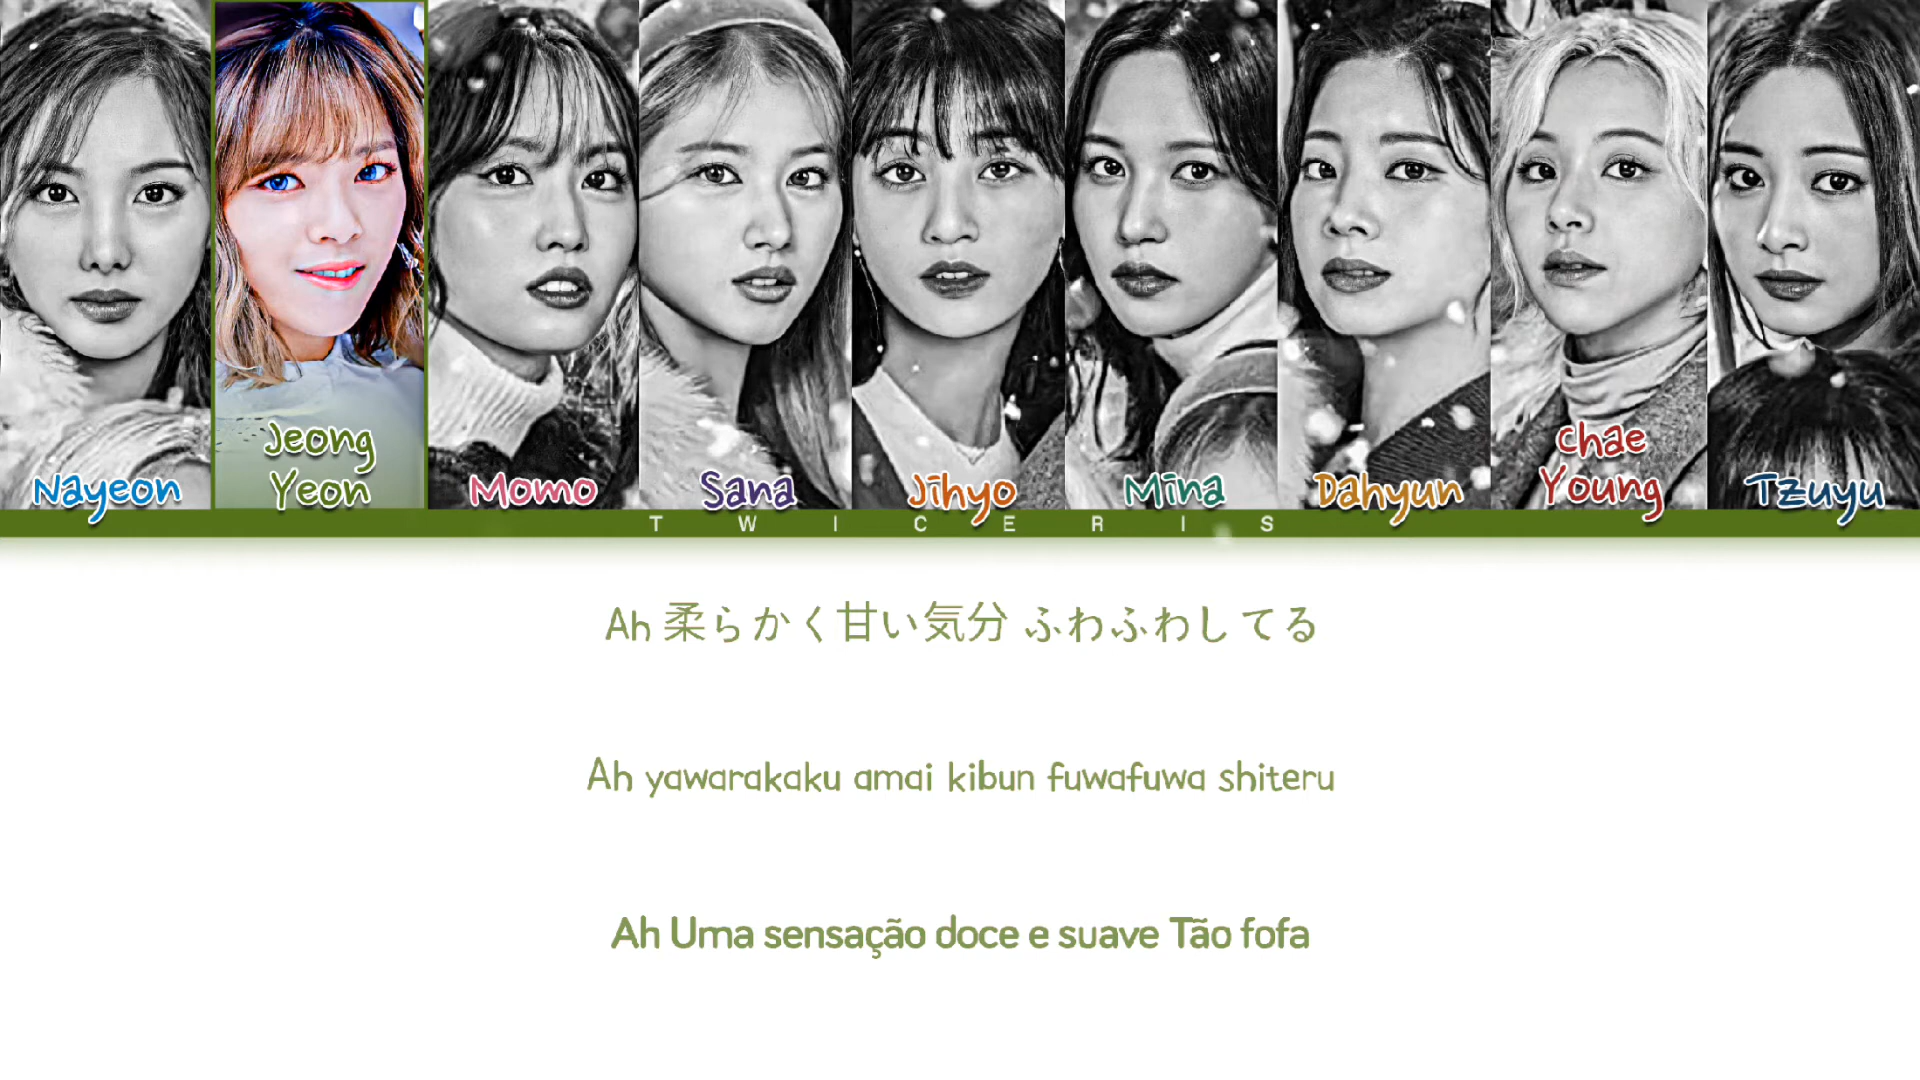 Nayeon
Jeong
Yeon
Momo
Sana
Jihyo
Mina
Dahyun
Chae
Young
Tzuyu
TWICERIS
Ah 柔らかく甘い気分 ふわふわしてる
Ah yawarakaku amai kibun fuwafuwa shiteru
Ah Uma sensação doce e suave Tão fofa